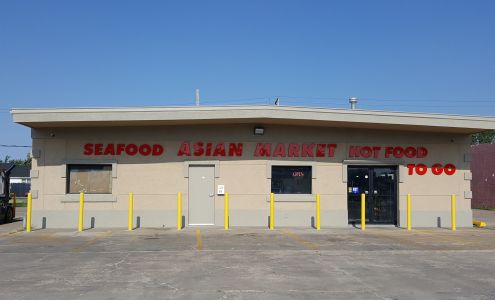 SEAFOOD ASIAN MARKET HOT FOOD
TO GO
OPEN